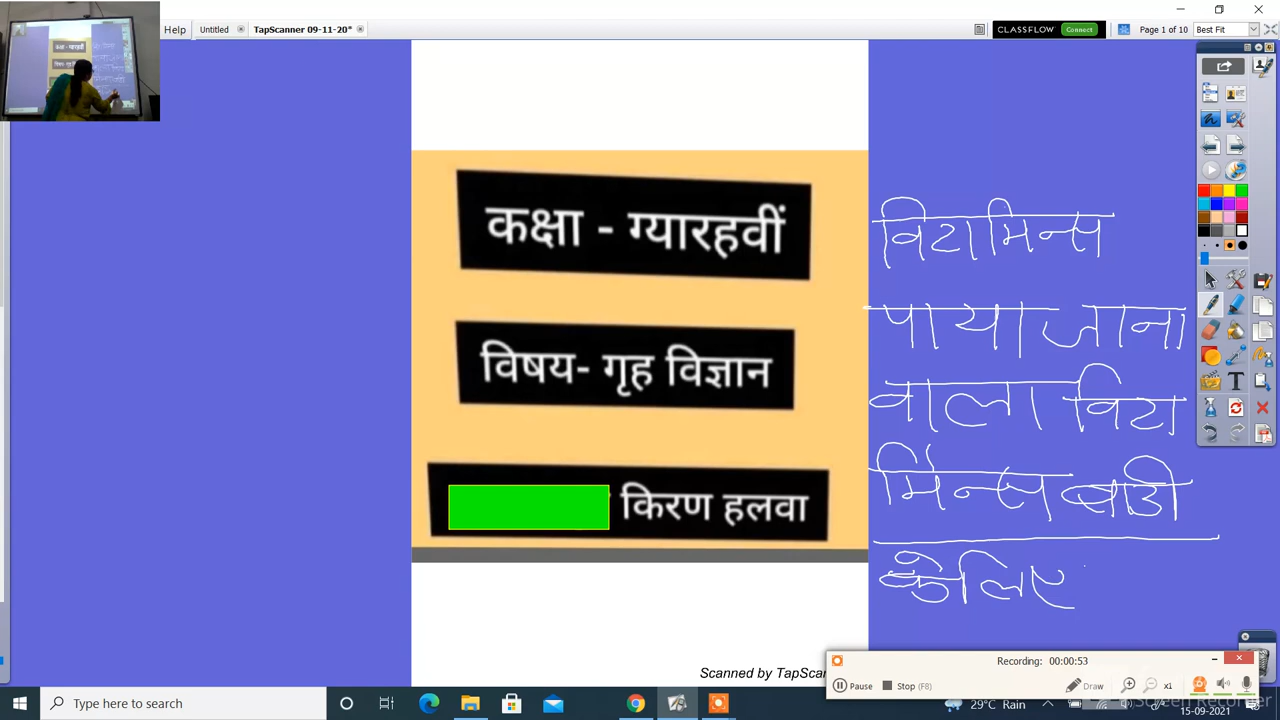 Help
Untitled
TapScanner 09-11-20*
CLASSFLOW Connect
Page 1 of 10
Best Fit
कक्षा - ग्यारहवीं
विषय- गृह विज्ञान
किरण हलवा
विटामिन्स
पाया जाना
वाला विटा
मिन्स बाडी
के लिए
Scanned by TapScan
Recording: 00:00:53
Pause
Stop (F8)
Draw
x1
Type here to search
29°C Rain
15-09-2021